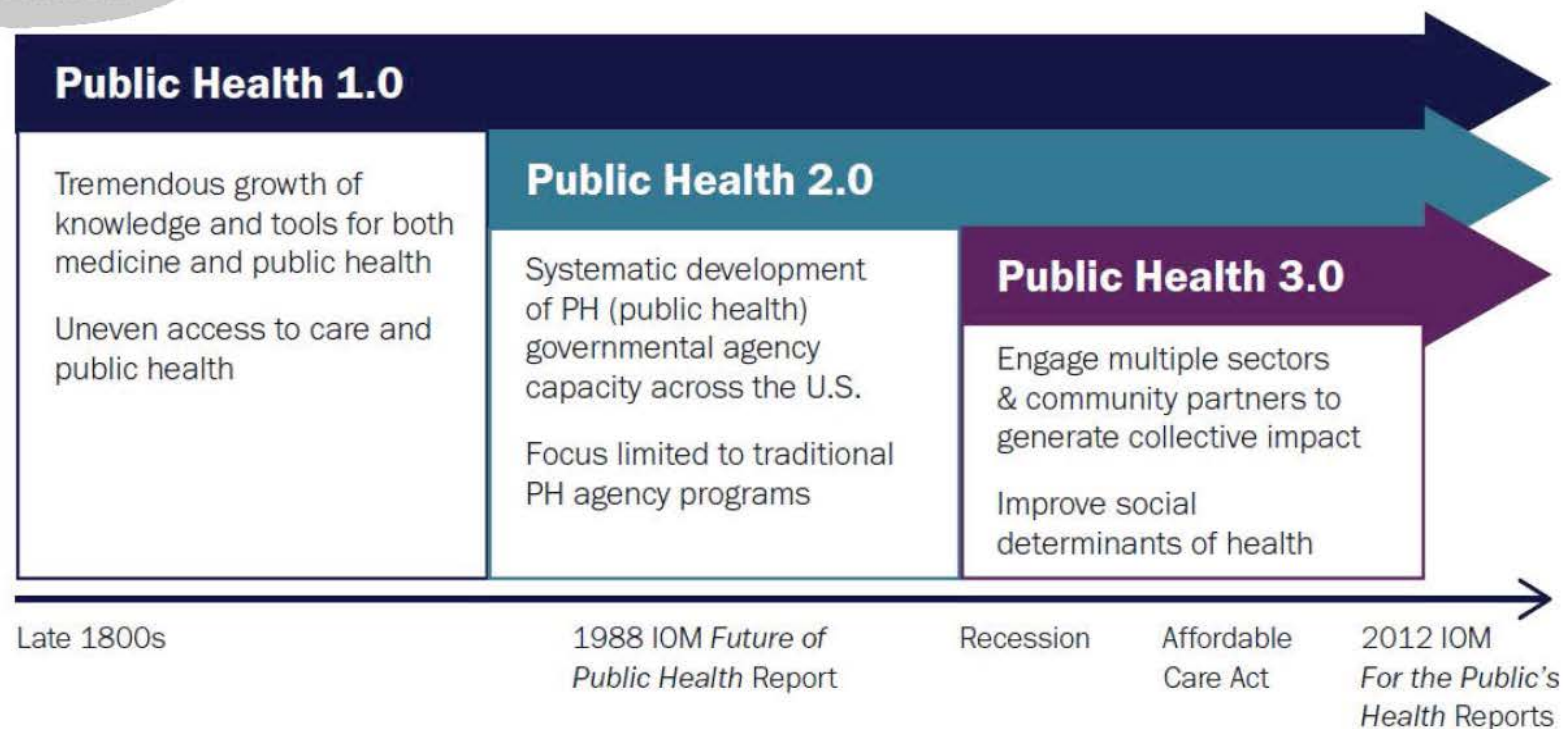 Public Health 1.0
Tremendous growth of
knowledge and tools for both
medicine and public health
Uneven access to care and
public health
Public Health 2.0
Systematic development
of PH (public health)
governmental agency
capacity across the U.S.
Focus limited to traditional
PH agency programs
Public Health 3.0
Engage multiple sectors
& community partners to
generate collective impact
Improve social
determinants of health
Late 1800s
1988 IOM Future of
Public Health Report
Recession
Affordable
Care Act
2012 IOM
For the Public's
Health Reports